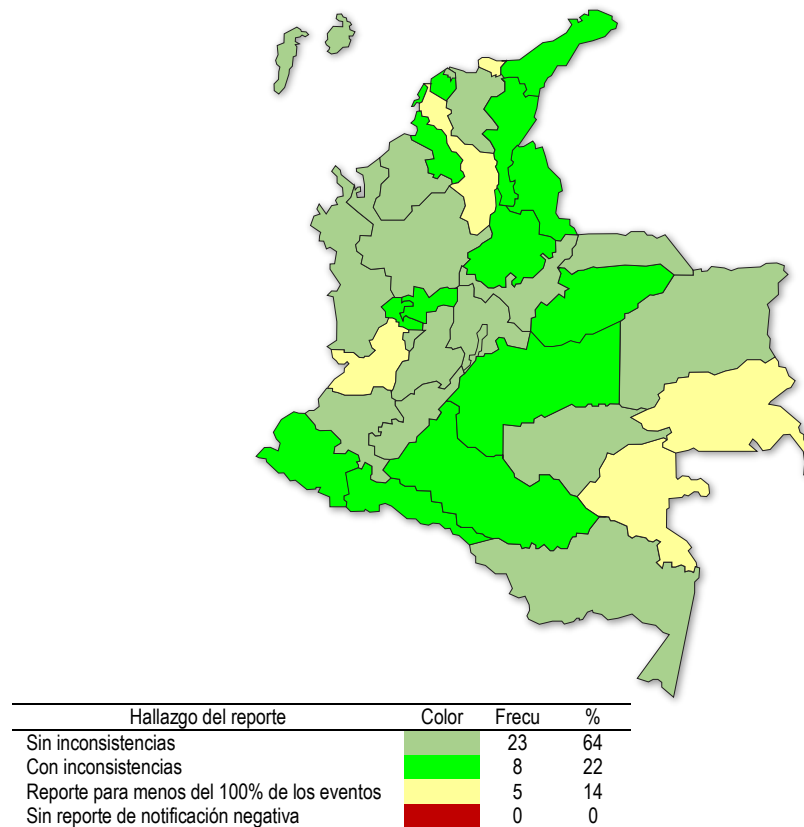 Hallazgo del reporte Color Frecu %
Sin inconsistencias 23 64
Con inconsistencias 8 22
Reporte para menos del 100% de los eventos 5 14
Sin reporte de notificación negativa 0 0